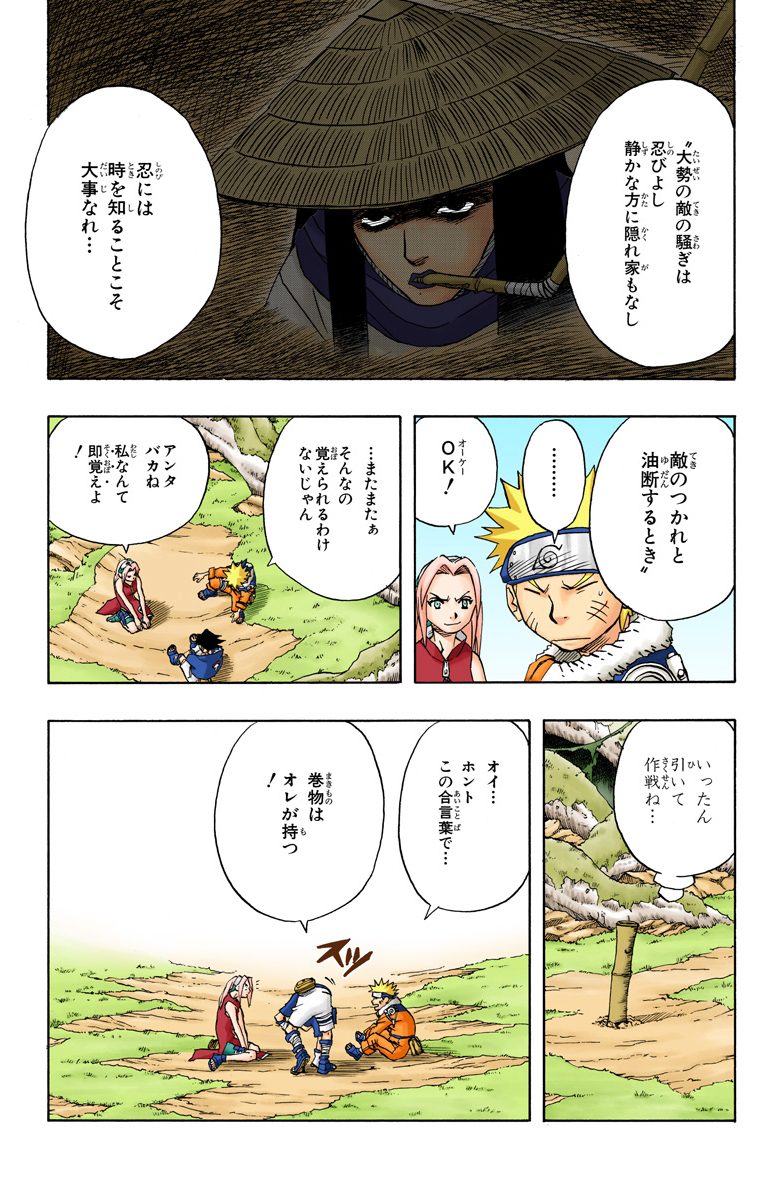 〝大勢の敵の騒ぎは
忍びよし
静かな方に隠れ家もなし
忍には
時を知ることこそ
大事なれ…
敵のつかれと
油断するとき〟
………
OK!
…またまたぁ
そんなの
覚えられるわけ
ないじゃん
アンタ
バカね
私なんて
即覚えよ
!
いったん
引いて
作戦ね…
オイ…
ホント
この合言葉で…
巻物は
オレが持つ
!
スッ